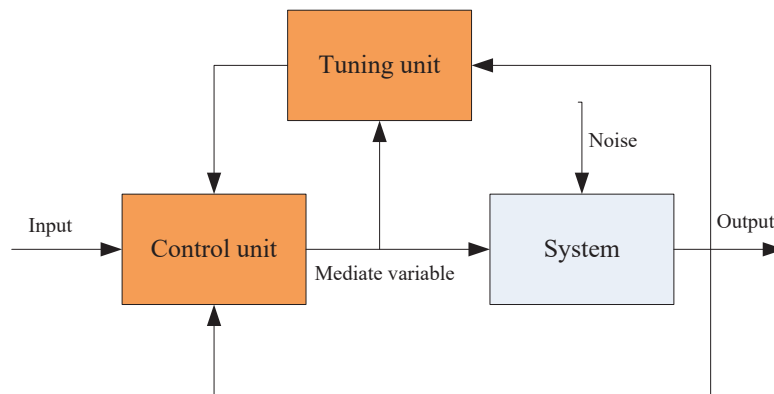 Tuning unit
Noise
Input
Control unit
Mediate variable
System
Output